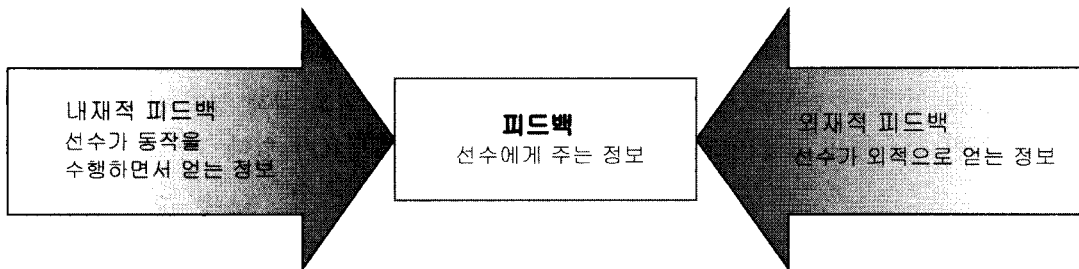 내재적 피드백
선수가 동작을
수행하면서 얻는 정보
피드백
선수에게 주는 정보
외재적 피드백
선수가 외적으로 얻는 정보